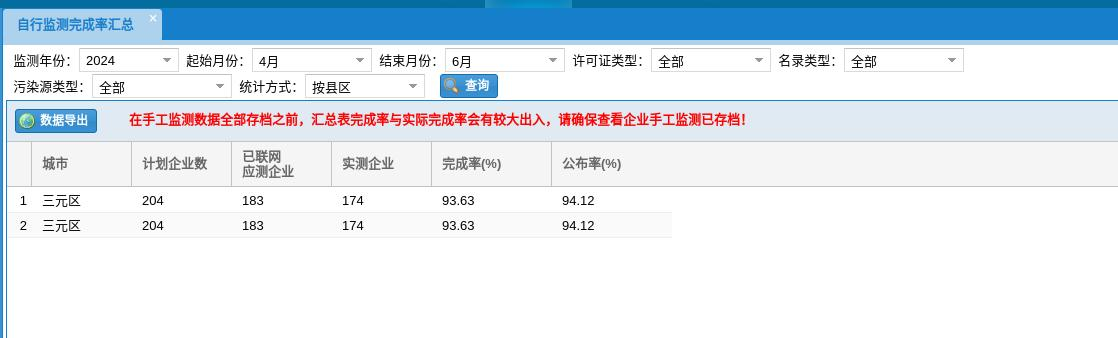 自行监测完成率汇总 ×
监测年份: 2024 起始月份: 4月 结束月份: 6月 许可证类型: 全部 名录类型: 全部
污染源类型: 全部 统计方式: 按县区 查询
数据导出 在手工监测数据全部存档之前，汇总表完成率与实际完成率会有较大出入，请确保查看企业手工监测已存档！
城市 计划企业数 已联网 实测企业 完成率(%) 公布率(%)
应测企业
1 三元区 204 183 174 93.63 94.12
2 三元区 204 183 174 93.63 94.12